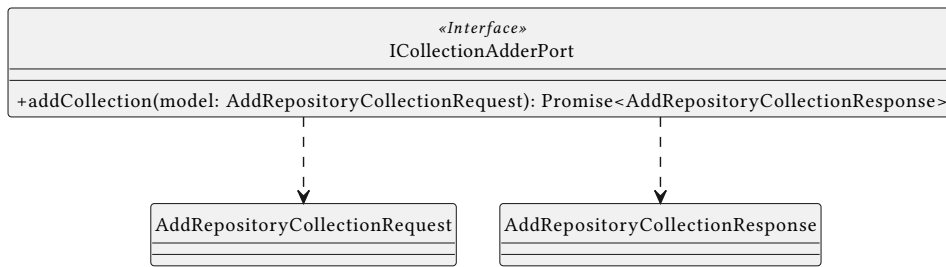 «Interface»
ICollectionAdderPort
+addCollection(model: AddRepositoryCollectionRequest): Promise<AddRepositoryCollectionResponse>
AddRepositoryCollectionRequest
AddRepositoryCollectionResponse